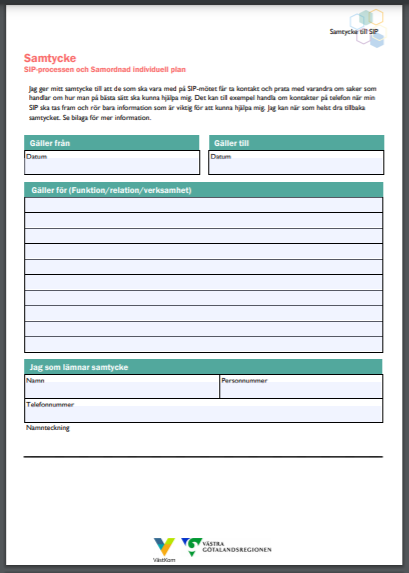 Samtycke till SIP
Samtycke
SIP-processen och Samordnad individuell plan
Jag ger mitt samtycke till att de som ska vara med på SIP-mötet får ta kontakt och prata med varandra om saker som
handlar om hur man på bästa sätt ska kunna hjälpa mig. Det kan till exempel handla om kontakter på telefon när min
SIP ska tas fram och rör bara information som är viktig för att kunna hjälpa mig. Jag kan när som helst dra tillbaka
samtycket. Se bilaga för mer information.
Gäller från
Gäller till
Datum
Datum
Gäller för (Funktion/relation/verksamhet)
Jag som lämnar samtycke
Namn
Personnummer
Telefonnummer
Namnteckning
VästKom
VÄSTRA
GÖTALANDSREGIONEN